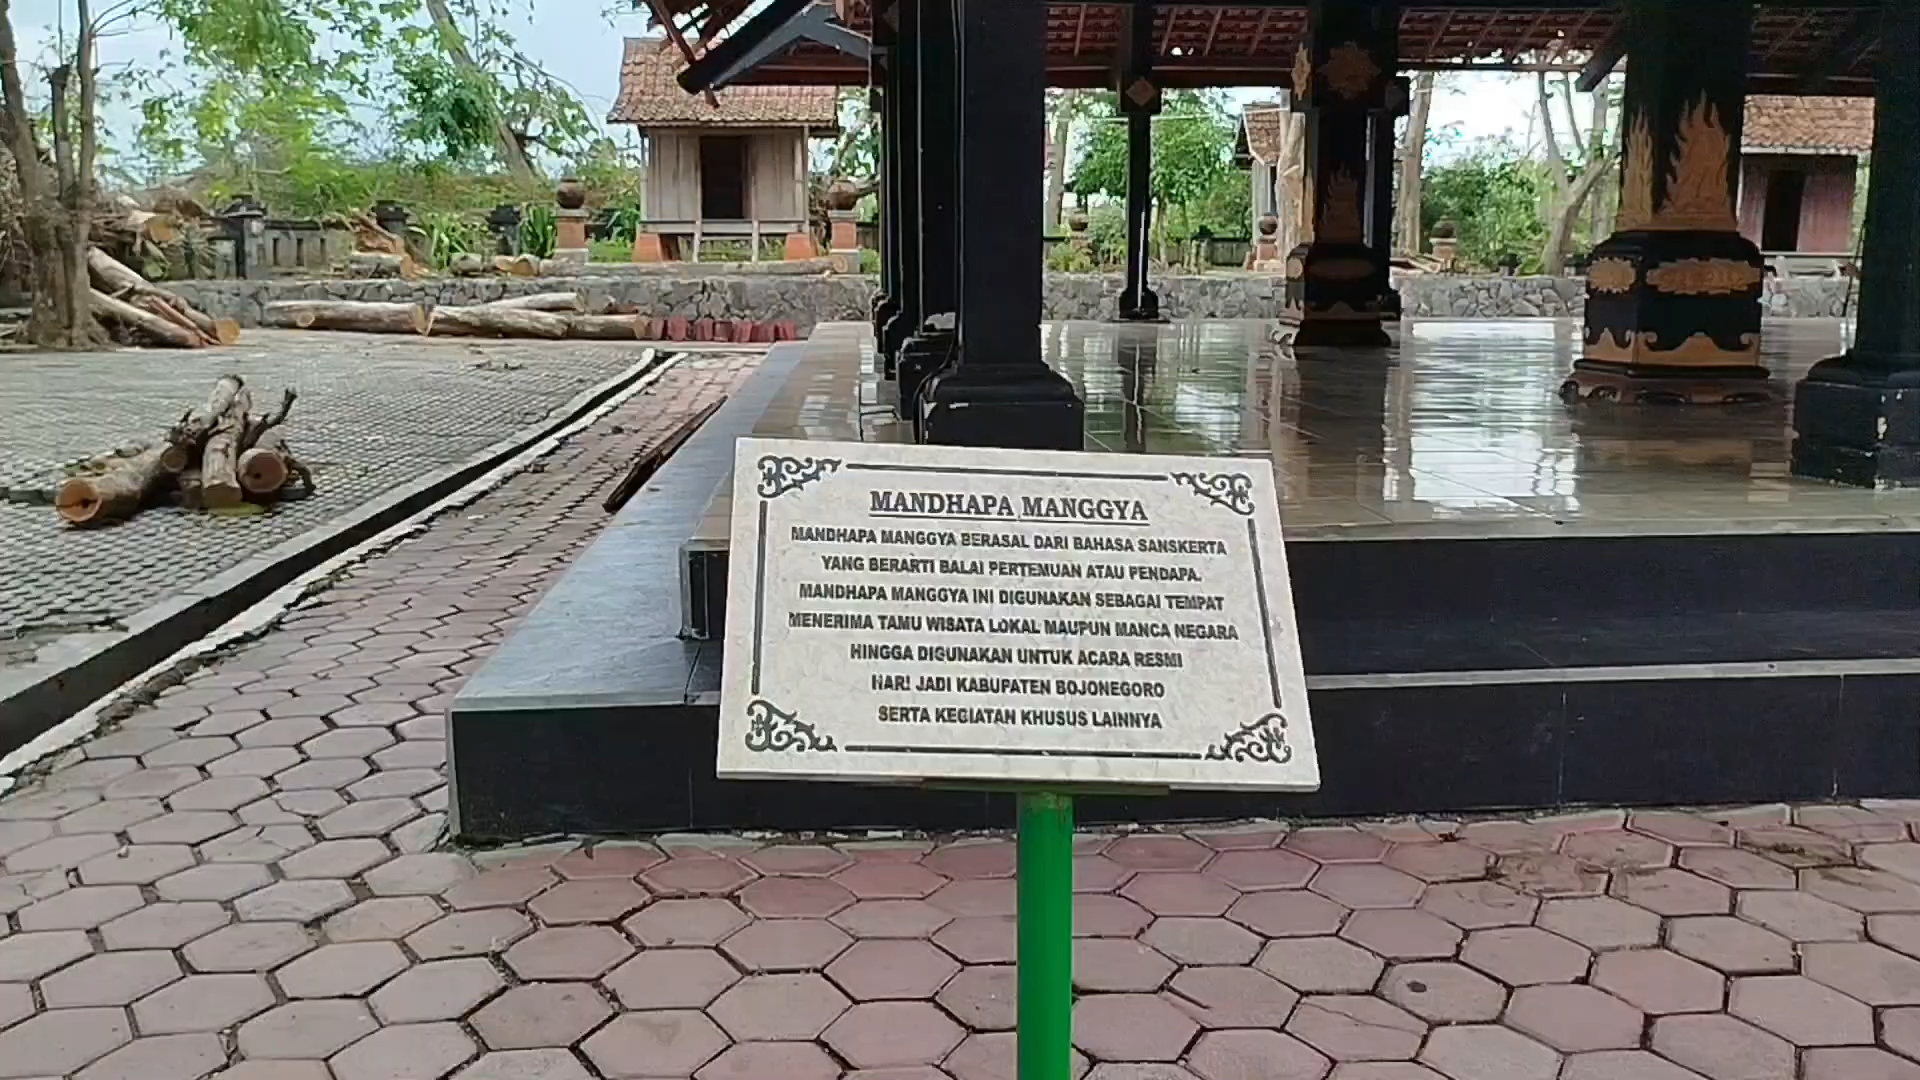 MANDHAPA MANGGYA
MANDHAPA MANGGYA BERASAL DARI BAHASA SANSKERTA
YANG BERARTI BALAI PERTEMUAN ATAU PENDAPA.
MANDHAPA MANGGYA INI DIGUNAKAN SEBAGAI TEMPAT
MENERIMA TAMU WISATA LOKAL MAUPUN MANCA NEGARA
HINGGA DIGUNAKAN UNTUK ACARA RESMI
HARI JADI KABUPATEN BOJONEGORO
SERTA KEGIATAN KHUSUS LAINNYA